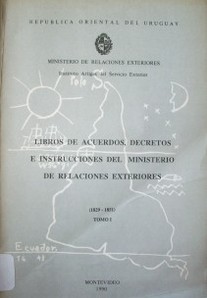 REPUBLICA ORIENTAL DEL URUGUAY
MINISTERIO DE RELACIONES EXTERIORES
Instituto Artigas del Servicio Exterior
LIBROS DE ACUERDOS, DECRETOS
E INSTRUCCIONES DEL MINISTERIO
DE RELACIONES EXTERIORES
(1829 - 1851)
TOMO I
Ecuador
MONTEVIDEO
1990